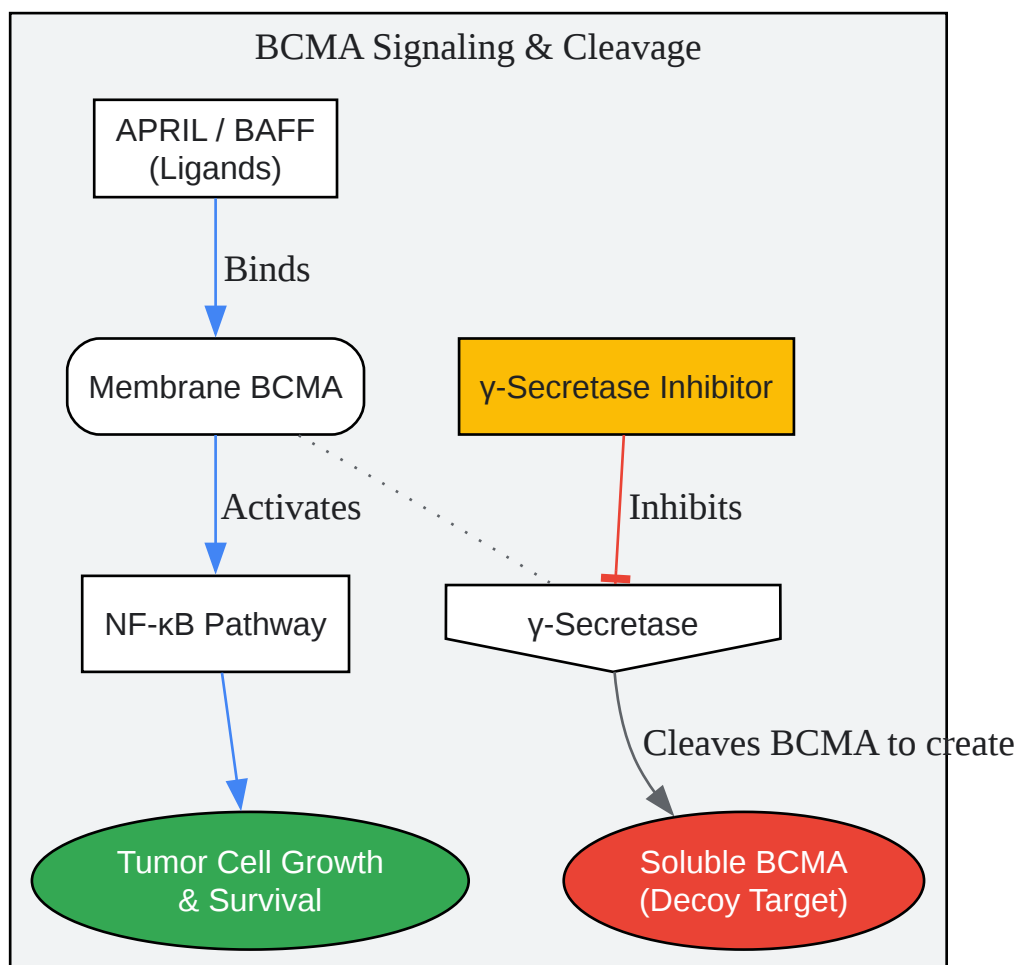 BCMA Signaling & Cleavage
APRIL / BAFF
(Ligands)
Binds
Membrane BCMA
γ-Secretase Inhibitor
Activates
Inhibits
NF-κB Pathway
γ-Secretase
Cleaves BCMA to create
Tumor Cell Growth
& Survival
Soluble BCMA
(Decoy Target)